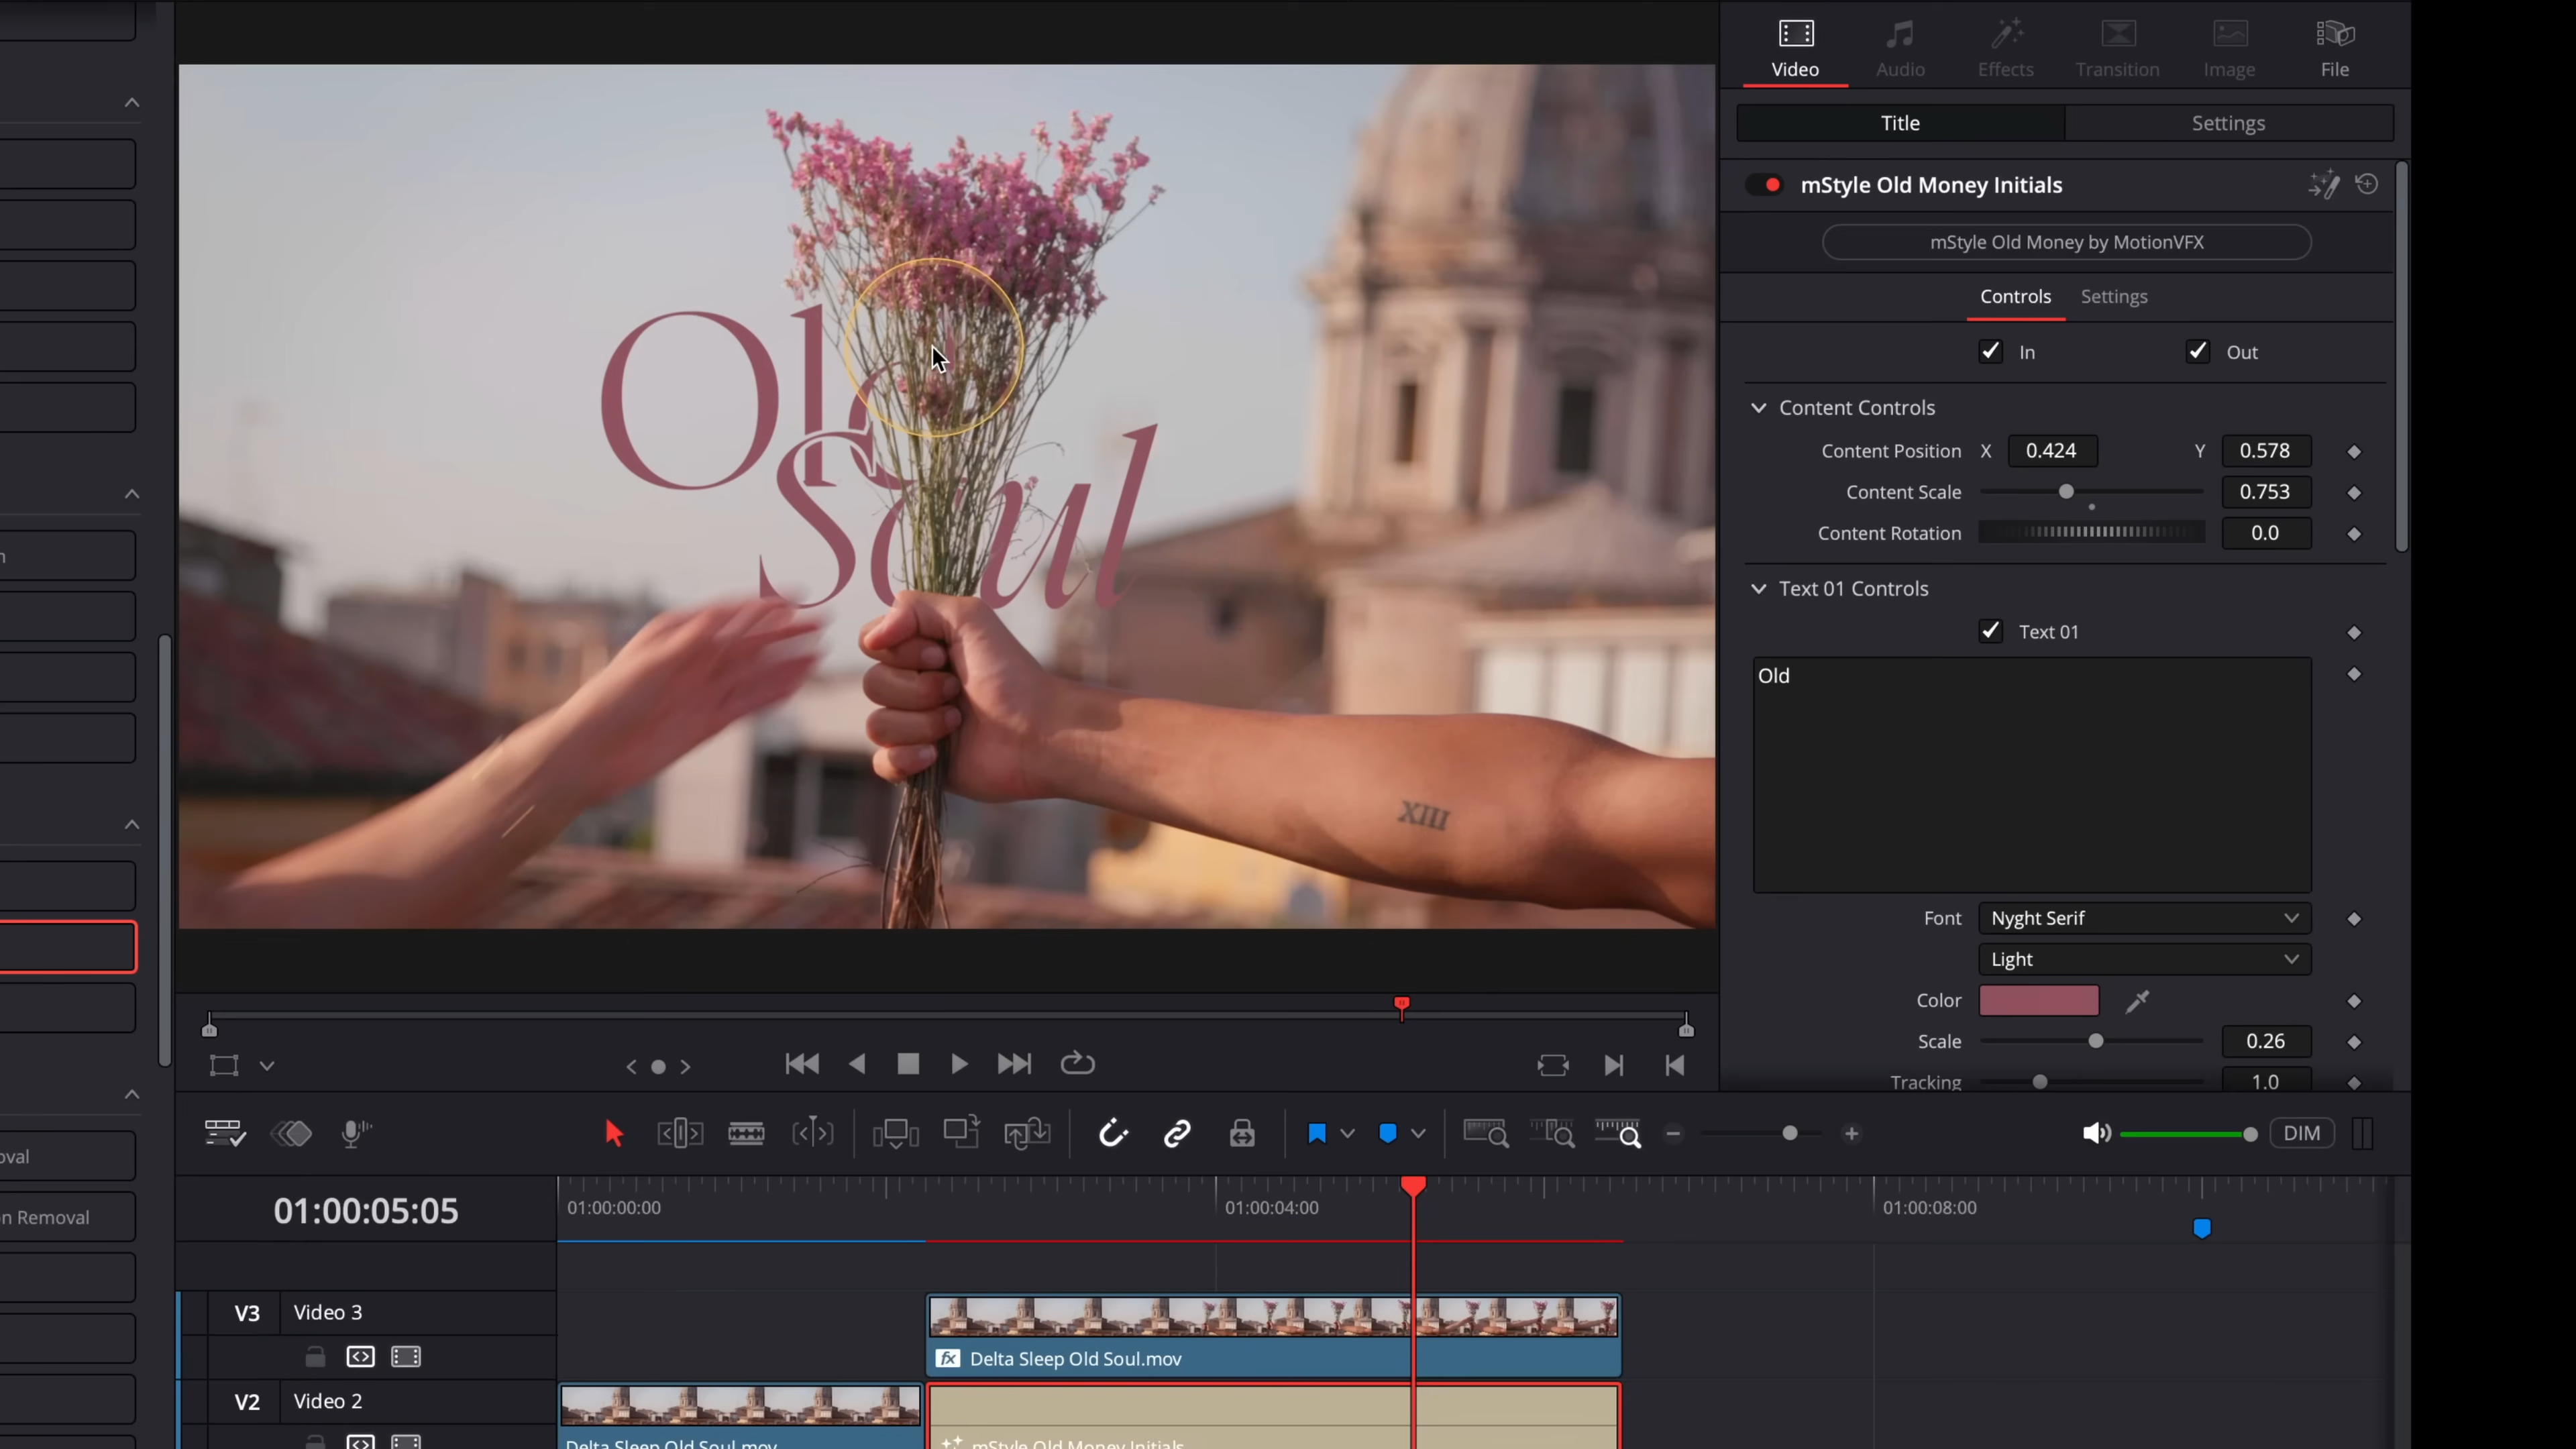 Video
Audio
Effects
Transition
Image
File
Title
Settings
mStyle Old Money Initials
mStyle Old Money by MotionVFX
Controls
Settings
In
Out
Content Controls
Content Position X 0.424 Y 0.578
Content Scale 0.753
Content Rotation 0.0
Text 01 Controls
Text 01
Old
Font Nyght Serif
Light
Color
Scale 0.26
Tracking 1.0
Old
Soul
XIII
DIM
oval
n Removal
01:00:05:05
01:00:00:00
01:00:04:00
01:00:08:00
V3 Video 3
fx Delta Sleep Old Soul.mov
V2 Video 2
Delta Sleep Old Soul.mov
mStyle Old Money Initials